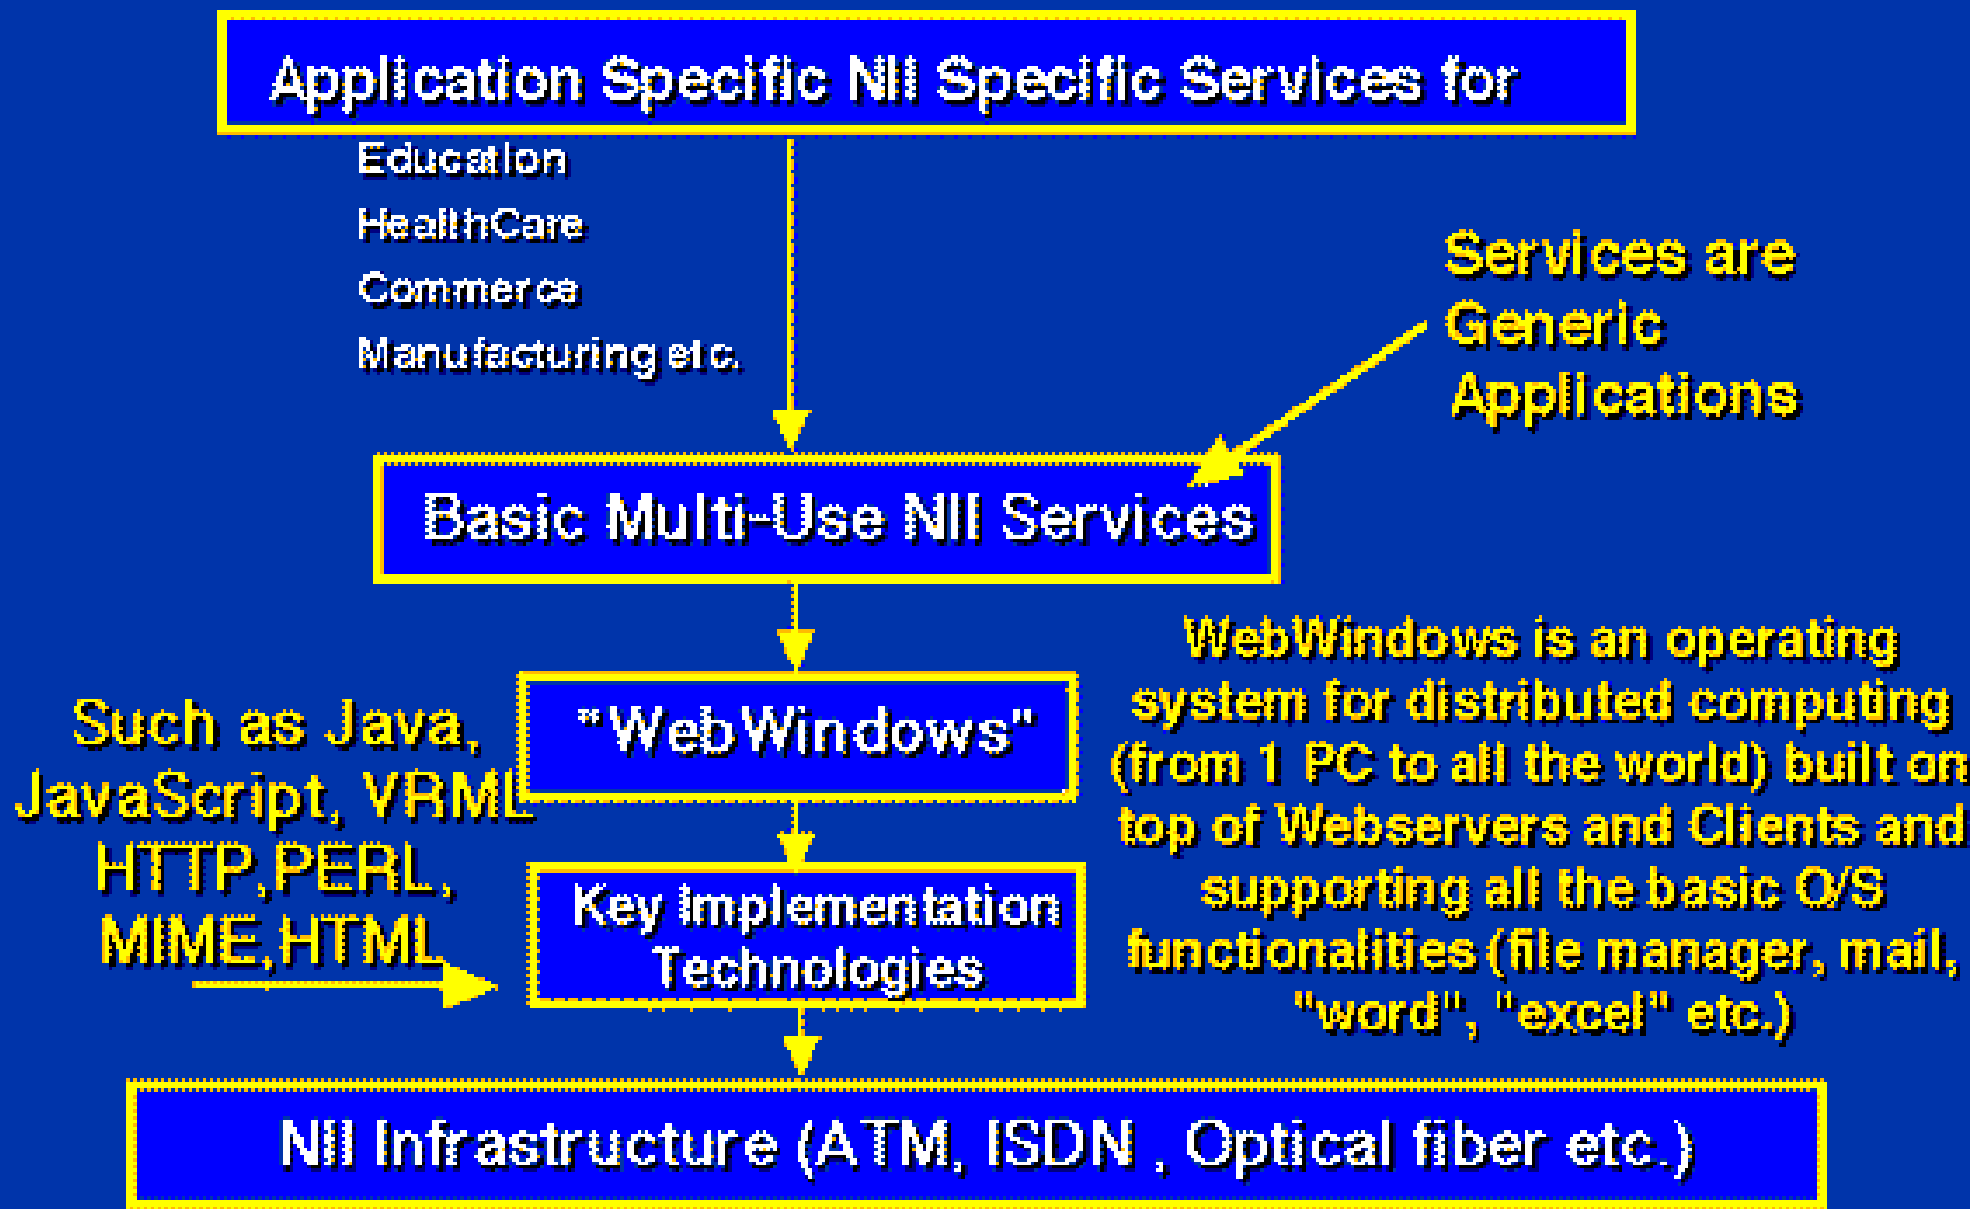 Application Specific NII Specific Services for
Education
HealthCare
Commerce
Manufacturing etc.
Services are
Generic
Applications
Basic Multi-Use NII Services
"WebWindows"
Such as Java,
JavaScript, VRML
HTTP,PERL,
MIME,HTML
WebWindows is an operating
system for distributed computing
(from 1 PC to all the world) built on
top of Webservers and Clients and
supporting all the basic O/S
functionalities (file manager, mail,
"word", "excel" etc.)
Key Implementation
Technologies
NII Infrastructure (ATM, ISDN , Optical fiber etc.)